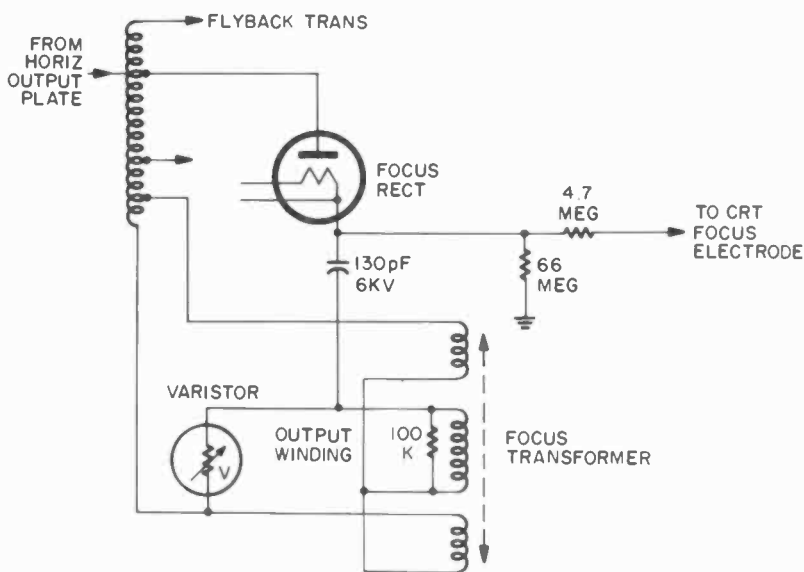 FLYBACK TRANS
FROM
HORIZ
OUTPUT
PLATE
FOCUS
RECT
4.7
MEG
TO CRT
FOCUS
ELECTRODE
130pF
6KV
66
MEG
VARISTOR
V
OUTPUT
WINDING
100
K
FOCUS
TRANSFORMER